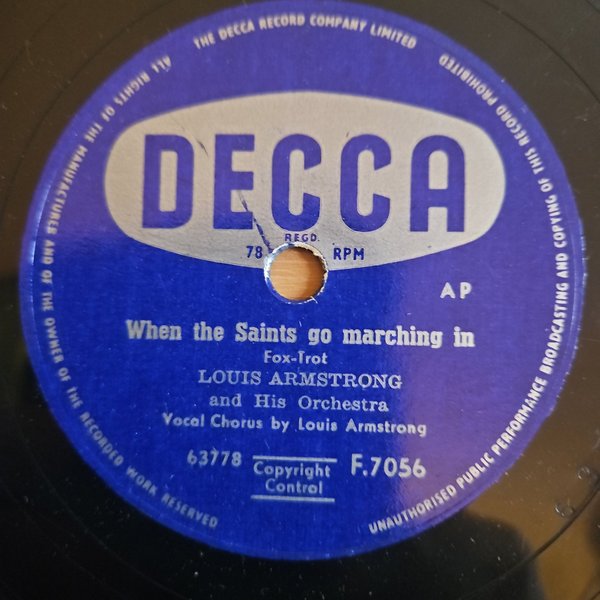 ALL RIGHTS OF THE MANUFACTURER AND OF THE OWNER OF THE RECORDED WORK RESERVED
THE DECCA RECORD COMPANY LIMITED
UNAUTHORISED PUBLIC PERFORMANCE BROADCASTING AND COPYING OF THIS RECORD PROHIBITED
DECCA
REGD.
78 RPM
AP
When the Saints go marching in
Fox-Trot
LOUIS ARMSTRONG
and His Orchestra
Vocal Chorus by Louis Armstrong
63778 Copyright Control F.7056